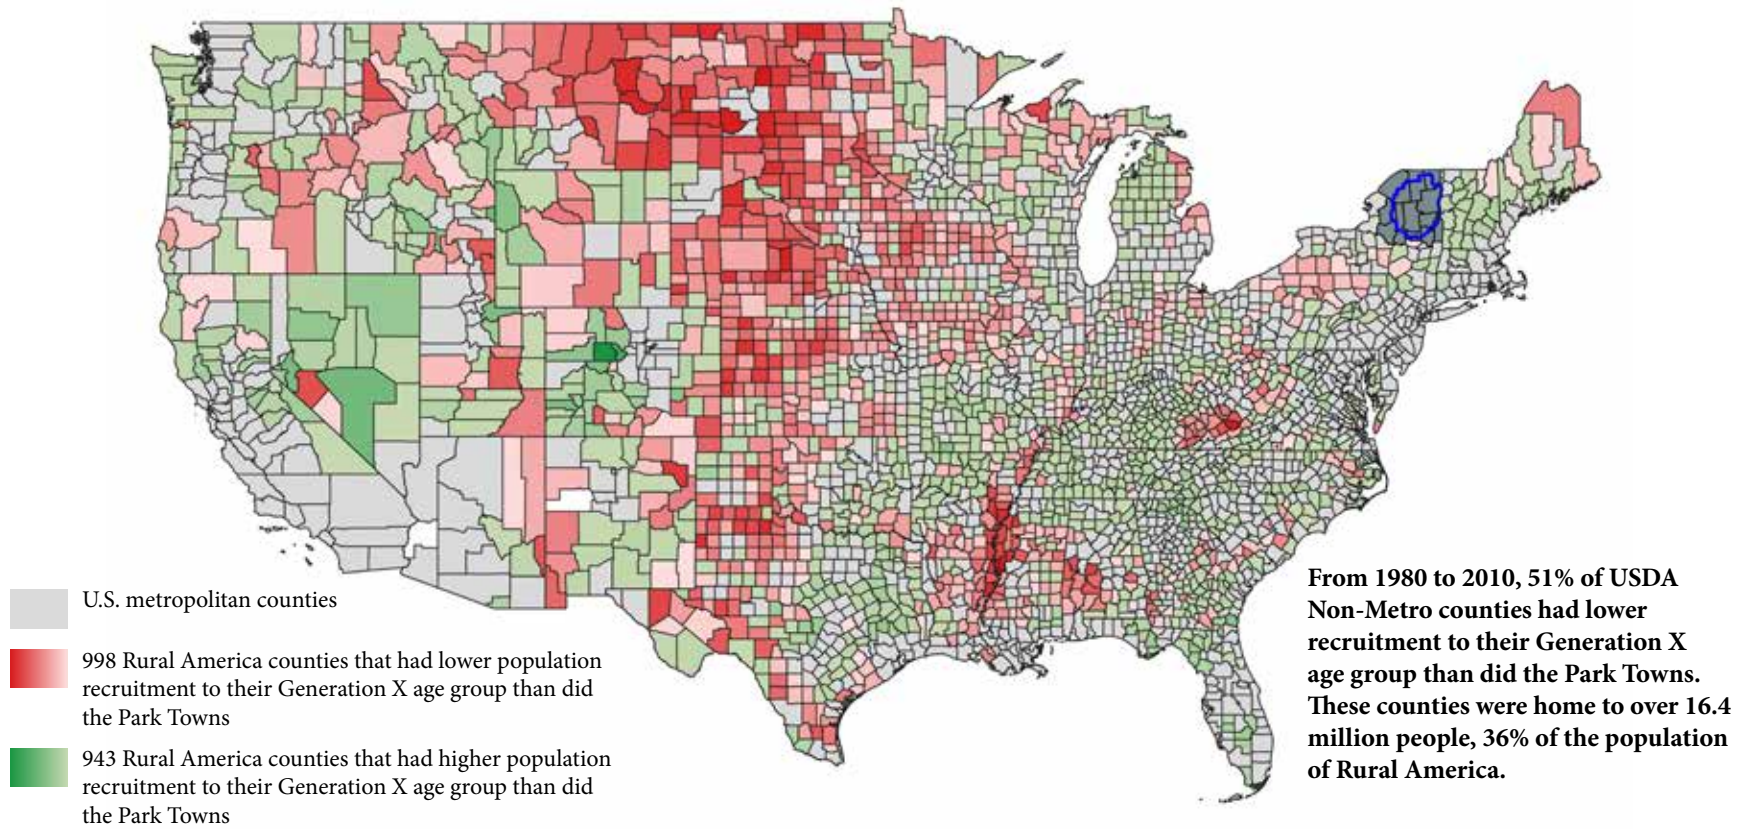 U.S. metropolitan counties
998 Rural America counties that had lower population
recruitment to their Generation X age group than did
the Park Towns
943 Rural America counties that had higher population
recruitment to their Generation X age group than did
the Park Towns
From 1980 to 2010, 51% of USDA
Non-Metro counties had lower
recruitment to their Generation X
age group than did the Park Towns.
These counties were home to over 16.4
million people, 36% of the population
of Rural America.